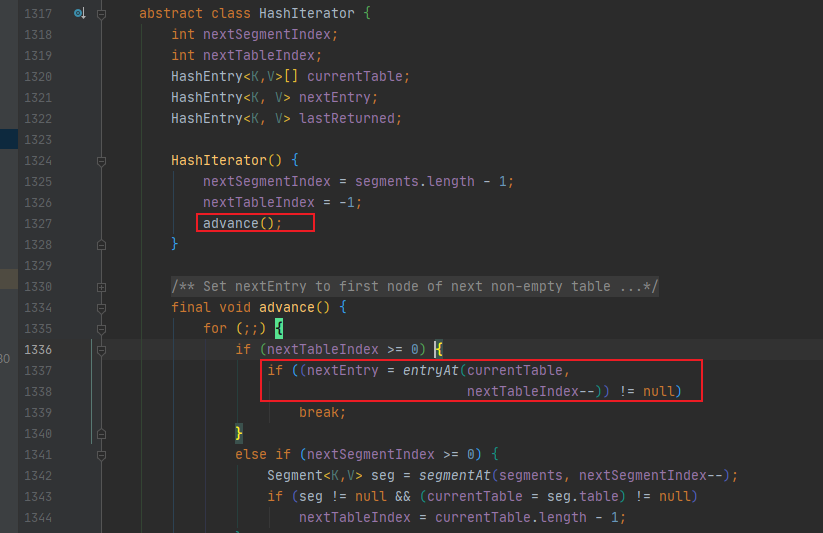 1317 abstract class HashIterator {
1318 int nextSegmentIndex;
1319 int nextTableIndex;
1320 HashEntry<K,V>[] currentTable;
1321 HashEntry<K, V> nextEntry;
1322 HashEntry<K, V> lastReturned;
1323
1324 HashIterator() {
1325 nextSegmentIndex = segments.length - 1;
1326 nextTableIndex = -1;
1327 advance();
1328 }
1329
1330 /** Set nextEntry to first node of next non-empty table ...*/
1334 final void advance() {
1335 for (;;) {
1336 if (nextTableIndex >= 0) {
1337 if ((nextEntry = entryAt(currentTable,
1338 nextTableIndex--)) != null)
1339 break;
1340 }
1341 else if (nextSegmentIndex >= 0) {
1342 Segment<K,V> seg = segmentAt(segments, nextSegmentIndex--);
1343 if (seg != null && (currentTable = seg.table) != null)
1344 nextTableIndex = currentTable.length - 1;